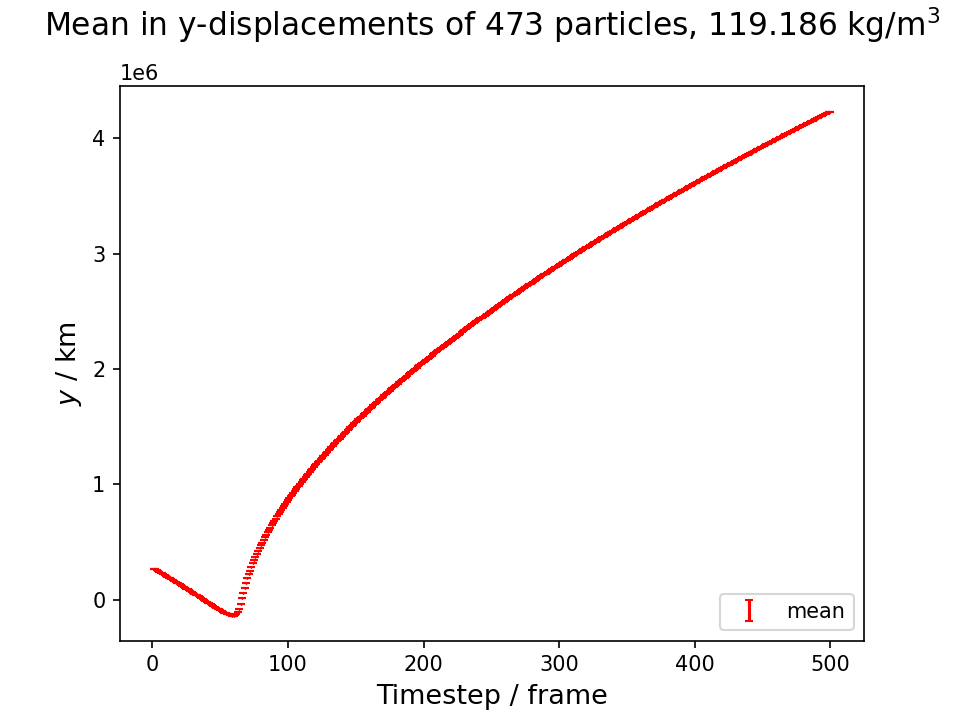 Mean in y-displacements of 473 particles, 119.186 kg/m³
1e6
4
3
2
1
0
y / km
0 100 200 300 400 500
Timestep / frame
mean